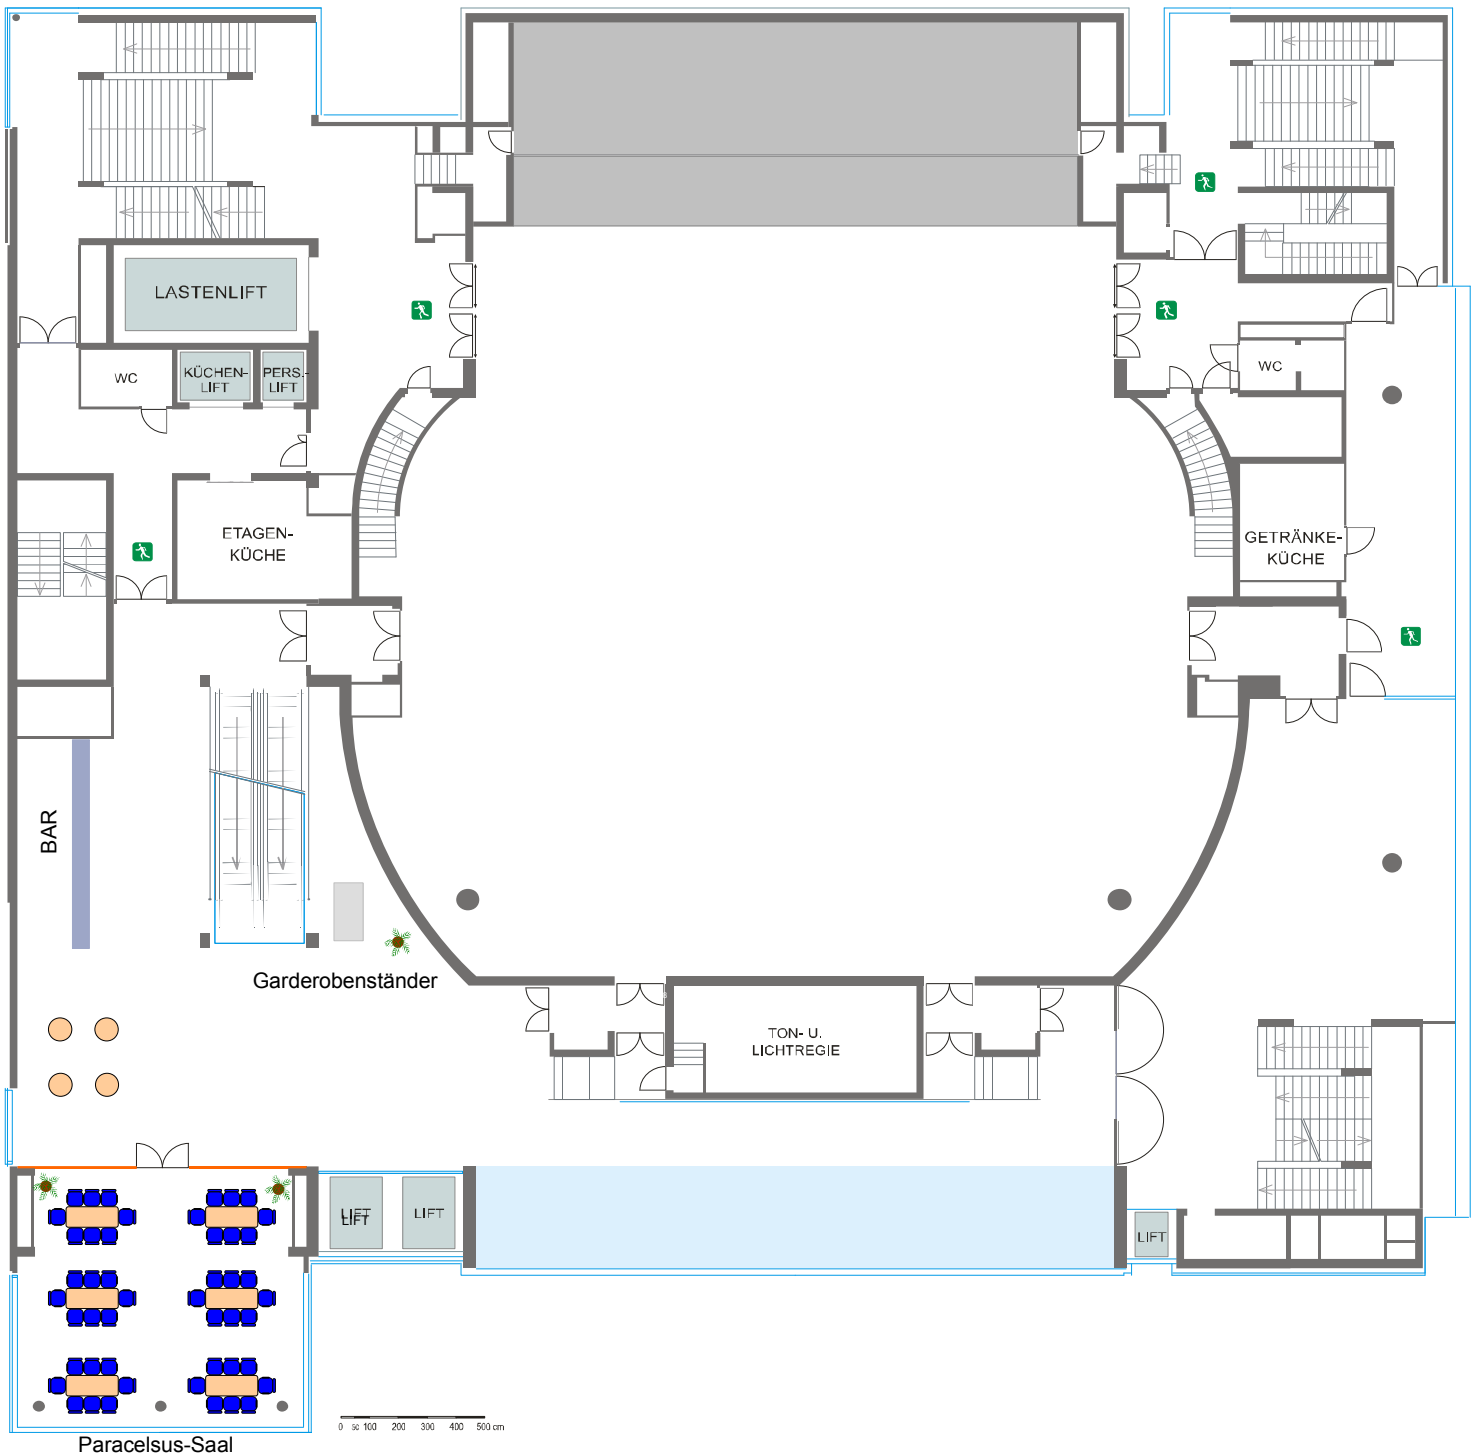 LASTENLIFT
WC
KÜCHEN-
LIFT
PERS.-
LIFT
WC
ETAGEN-
KÜCHE
GETRÄNKE-
KÜCHE
BAR
Garderobenständer
TON- U.
LICHTREGIE
LIFT
LIFT
LIFT
LIFT
0 50 100 200 300 400 500 cm
Paracelsus-Saal